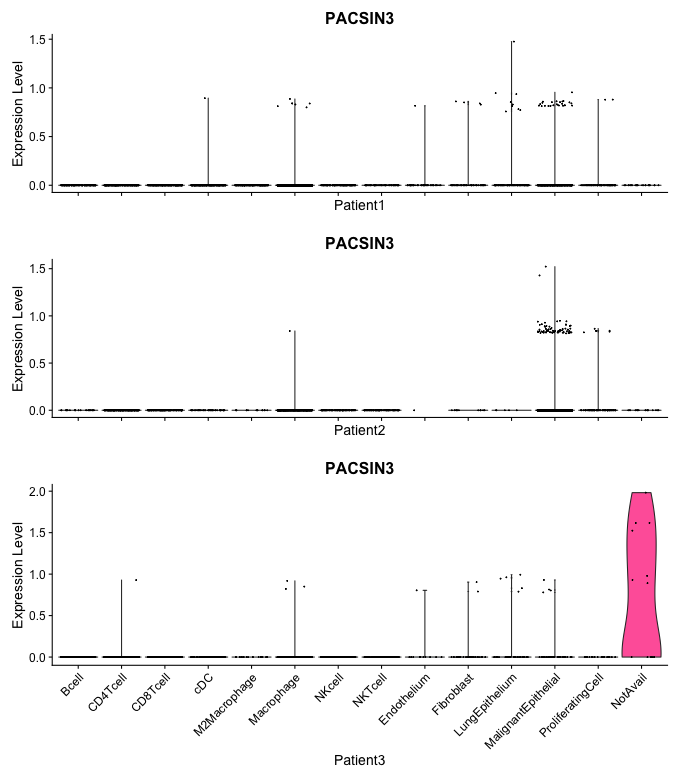 PACSIN3
Expression Level
1.5
1.0
0.5
0.0
Patient1
PACSIN3
Expression Level
1.5
1.0
0.5
0.0
Patient2
PACSIN3
Expression Level
2.0
1.5
1.0
0.5
0.0
Bcell
CD4Tcell
CD8Tcell
cDC
M2Macrophage
Macrophage
NKcell
NKTcell
Endothelium
Fibroblast
LungEpithelium
MalignantEpithelial
ProliferatingCell
NotAvail
Patient3